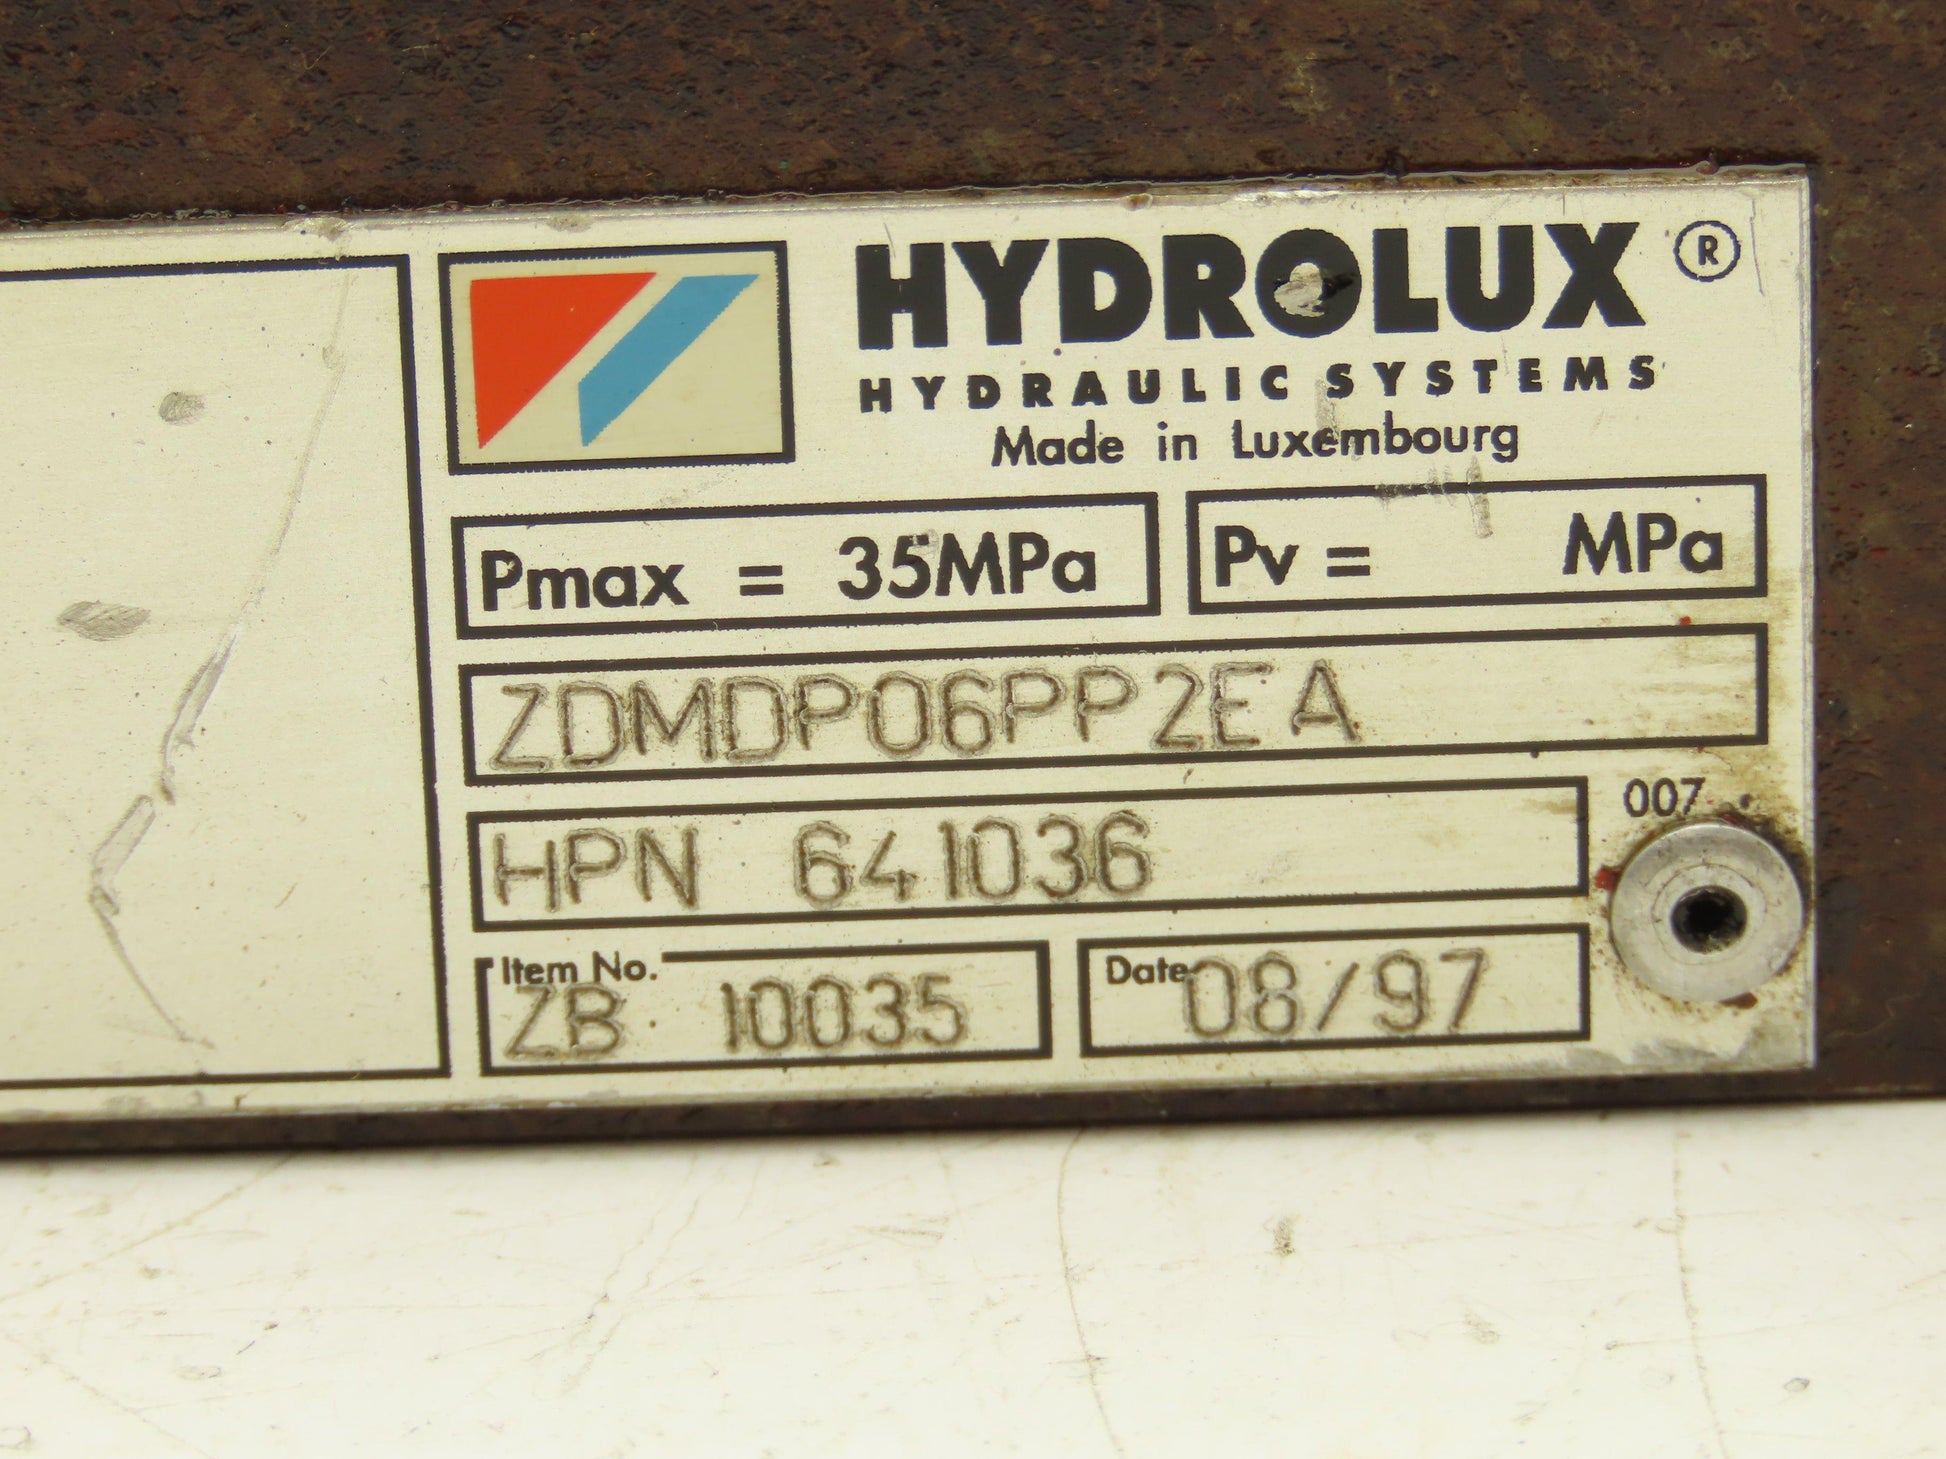 HYDROLUX ®
HYDRAULIC SYSTEMS
Made in Luxembourg
Pmax = 35MPa
Pv = MPa
ZDMDP06PP2EA
HPN 641036
007
Item No.
ZB 10035
Date 08/97